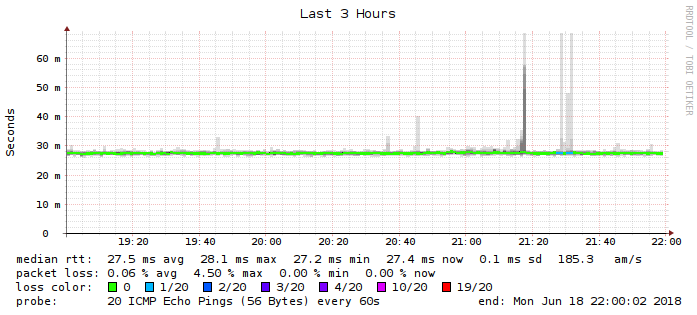 Last 3 Hours
RRDTOOL / TOBI OETIKER
Seconds
60 m
50 m
40 m
30 m
20 m
10 m
0
19:20 19:40 20:00 20:20 20:40 21:00 21:20 21:40 22:00
median rtt: 27.5 ms avg 28.1 ms max 27.2 ms min 27.4 ms now 0.1 ms sd 185.3 am/s
packet loss: 0.06 % avg 4.50 % max 0.00 % min 0.00 % now
loss color: 0 1/20 2/20 3/20 4/20 10/20 19/20
probe: 20 ICMP Echo Pings (56 Bytes) every 60s end: Mon Jun 18 22:00:02 2018